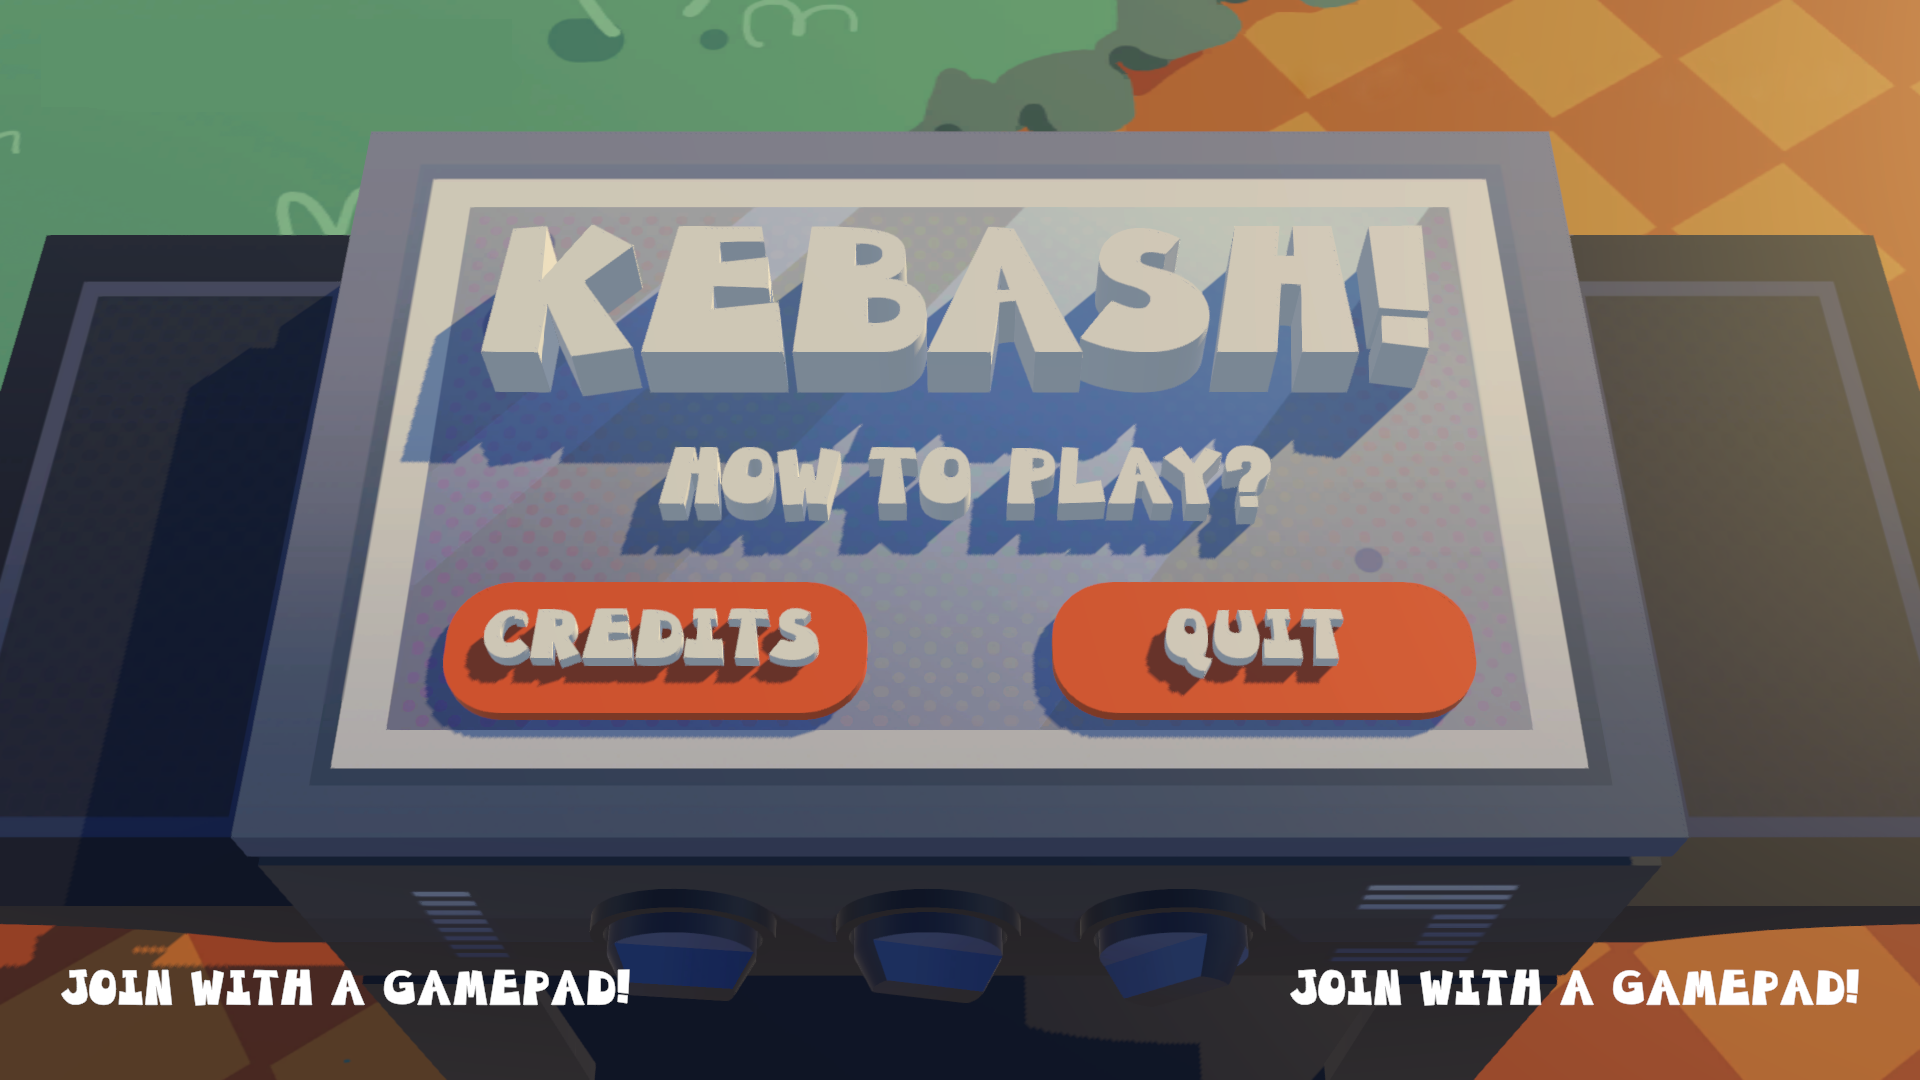 KEBASH!
HOW TO PLAY?
CREDITS
QUIT
JOIN WITH A GAMEPAD!
JOIN WITH A GAMEPAD!